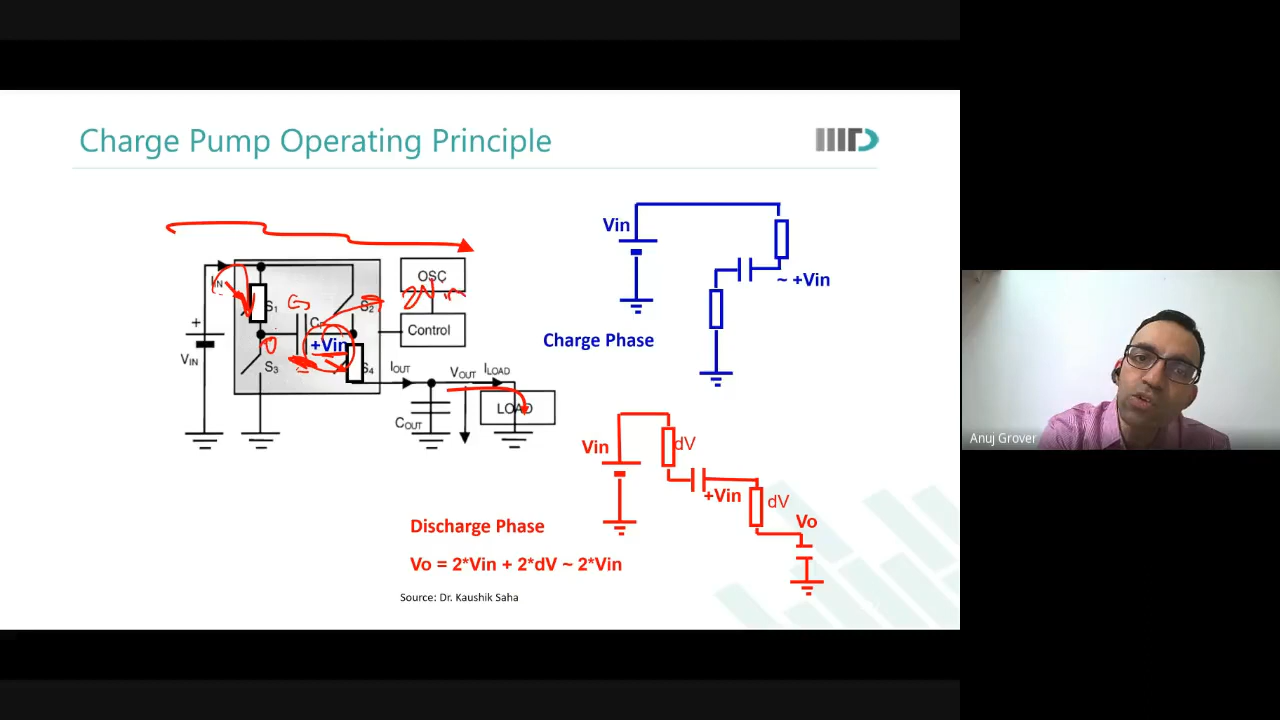 Charge Pump Operating Principle
IIITD
Vin
~ +Vin
Charge Phase
OSC
2Vin
Control
IIN
S1
S2
S3
S4
+Vin
+
VIN
IOUT
VOUT
ILOAD
COUT
LOAD
Vin
dV
+Vin
dV
Vo
Discharge Phase
Vo = 2*Vin + 2*dV ~ 2*Vin
Source: Dr. Kaushik Saha
Anuj Grover